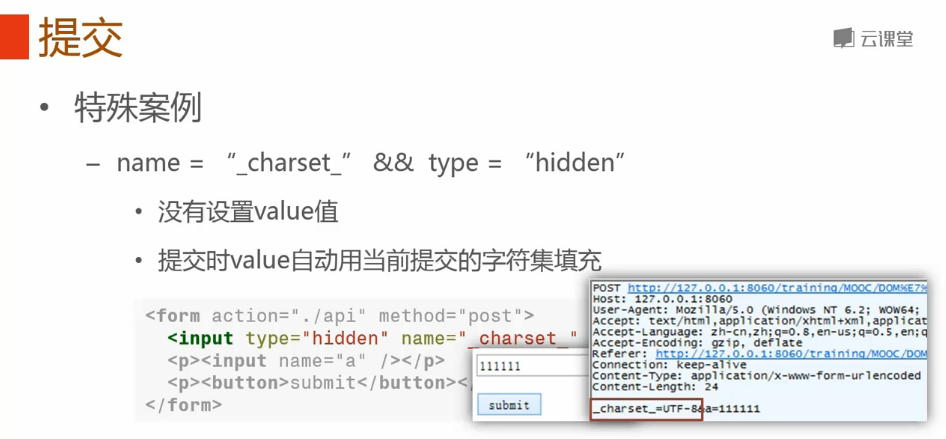 提交
云课堂
• 特殊案例
– name = “_charset_” && type = “hidden”
• 没有设置value值
• 提交时value自动用当前提交的字符集填充
<form action="./api" method="post">
<input type="hidden" name="_charset_"
<p><input name="a" /></p>
<p><button>submit</button></
</form>
111111
submit
POST http://127.0.0.1:8060/training/MOOC/DOM%E7%
Host: 127.0.0.1:8060
User-Agent: Mozilla/5.0 (Windows NT 6.2; WOW64;
Accept: text/html,application/xhtml+xml,applicat
Accept-Language: zh-cn,zh;q=0.8,en-us;q=0.5,en;q
Accept-Encoding: gzip, deflate
Referer: http://127.0.0.1:8060/training/MOOC/DOM
Connection: keep-alive
Content-Type: application/x-www-form-urlencoded
Content-Length: 24
_charset_=UTF-8&a=111111